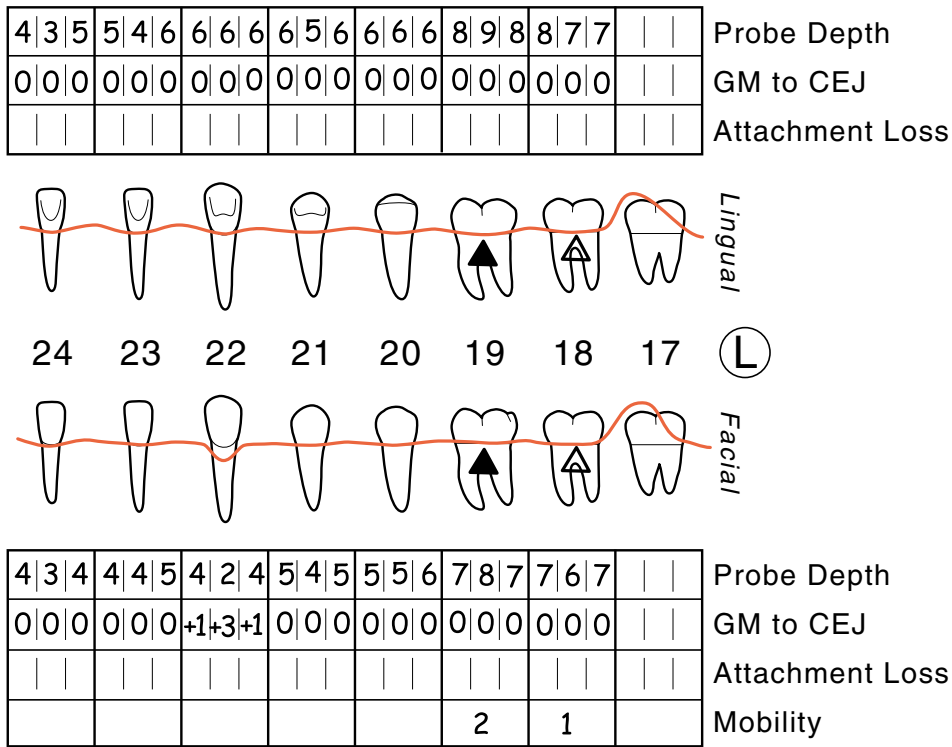 4|3|5 5|4|6 6|6|6 6|5|6 6|6|6 8|9|8 8|7|7 Probe Depth
0|0|0 0|0|0 0|0|0 0|0|0 0|0|0 0|0|0 0|0|0 GM to CEJ
Attachment Loss
Lingual
24 23 22 21 20 19 18 17 L
Facial
4|3|4 4|4|5 4|2|4 5|4|5 5|5|6 7|8|7 7|6|7 Probe Depth
0|0|0 0|0|0 +1|+3|+1 0|0|0 0|0|0 0|0|0 0|0|0 GM to CEJ
Attachment Loss
2 1 Mobility